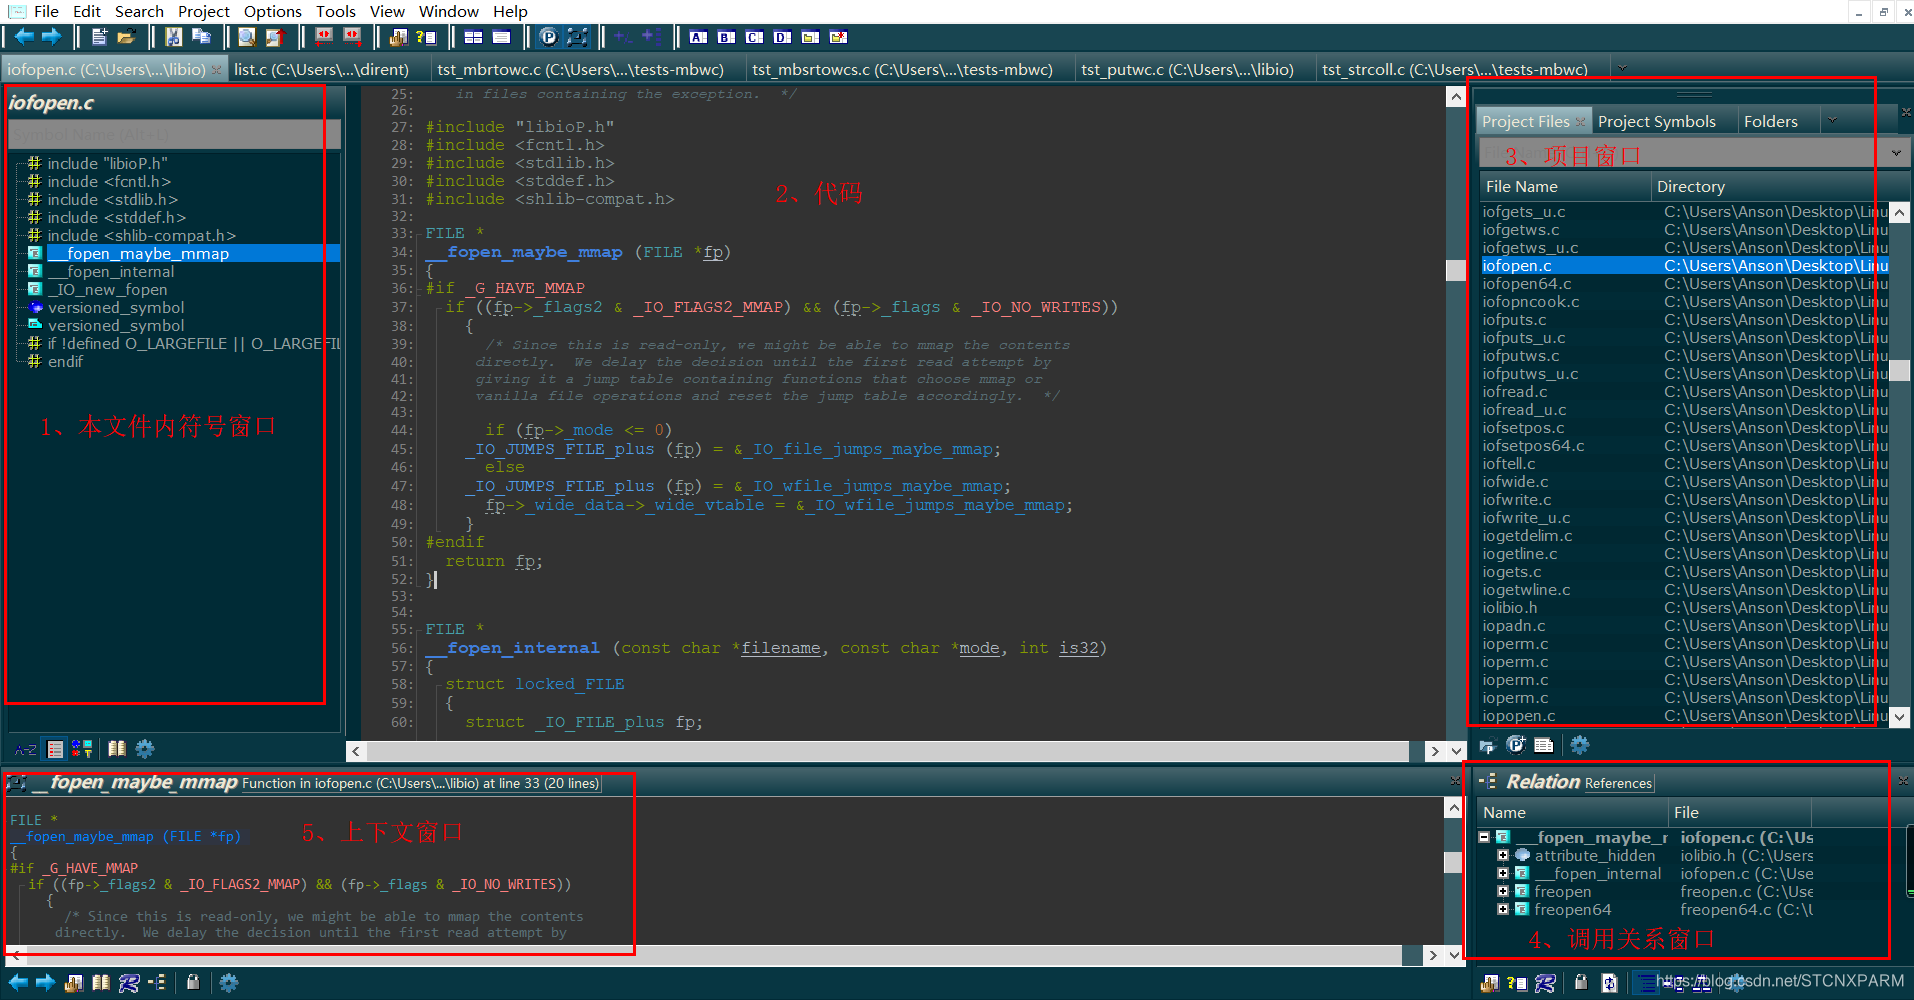 File Edit Search Project Options Tools View Window Help
iofopen.c (C:\Users\...\libio) list.c (C:\Users\...\dirent) tst_mbrtowc.c (C:\Users\...\tests-mbwc) tst_mbsrtowcs.c (C:\Users\...\tests-mbwc) tst_putwc.c (C:\Users\...\libio) tst_strcoll.c (C:\Users\...\tests-mbwc)
iofopen.c
Symbol Name (Alt+L)
# include "libioP.h"
# include <fcntl.h>
# include <stdlib.h>
# include <stddef.h>
# include <shlib-compat.h>
__fopen_maybe_mmap
__fopen_internal
_IO_new_fopen
versioned_symbol
versioned_symbol
# if !defined O_LARGEFILE || O_LARGEFIL
# endif
1、本文件内符号窗口
A-Z
25: in files containing the exception. */
26:
27: #include "libioP.h"
28: #include <fcntl.h>
29: #include <stdlib.h>
30: #include <stddef.h>
31: #include <shlib-compat.h>
2、代码
32:
33: FILE *
34: __fopen_maybe_mmap (FILE *fp)
35: {
36: #if _G_HAVE_MMAP
37: if ((fp->_flags2 & _IO_FLAGS2_MMAP) && (fp->_flags & _IO_NO_WRITES))
38: {
39: /* Since this is read-only, we might be able to mmap the contents
40: directly. We delay the decision until the first read attempt by
41: giving it a jump table containing functions that choose mmap or
42: vanilla file operations and reset the jump table accordingly. */
43:
44: if (fp->_mode <= 0)
45: _IO_JUMPS_FILE_plus (fp) = &_IO_file_jumps_maybe_mmap;
46: else
47: _IO_JUMPS_FILE_plus (fp) = &_IO_wfile_jumps_maybe_mmap;
48: fp->_wide_data->_wide_vtable = &_IO_wfile_jumps_maybe_mmap;
49: }
50: #endif
51: return fp;
52: }
53:
54:
55: FILE *
56: __fopen_internal (const char *filename, const char *mode, int is32)
57: {
58: struct locked_FILE
59: {
60: struct _IO_FILE_plus fp;
Project Files Project Symbols Folders
3、项目窗口
File Name Directory
iofgets_u.c C:\Users\Anson\Desktop\Linu
iofgetws.c C:\Users\Anson\Desktop\Linu
iofgetws_u.c C:\Users\Anson\Desktop\Linu
iofopen.c C:\Users\Anson\Desktop\Linu
iofopen64.c C:\Users\Anson\Desktop\Linu
iofopncook.c C:\Users\Anson\Desktop\Linu
iofputs.c C:\Users\Anson\Desktop\Linu
iofputs_u.c C:\Users\Anson\Desktop\Linu
iofputws.c C:\Users\Anson\Desktop\Linu
iofputws_u.c C:\Users\Anson\Desktop\Linu
iofread.c C:\Users\Anson\Desktop\Linu
iofread_u.c C:\Users\Anson\Desktop\Linu
iofsetpos.c C:\Users\Anson\Desktop\Linu
iofsetpos64.c C:\Users\Anson\Desktop\Linu
ioftell.c C:\Users\Anson\Desktop\Linu
iofwide.c C:\Users\Anson\Desktop\Linu
iofwrite.c C:\Users\Anson\Desktop\Linu
iofwrite_u.c C:\Users\Anson\Desktop\Linu
iogetdelim.c C:\Users\Anson\Desktop\Linu
iogetline.c C:\Users\Anson\Desktop\Linu
iogets.c C:\Users\Anson\Desktop\Linu
iogetwline.c C:\Users\Anson\Desktop\Linu
iolibio.h C:\Users\Anson\Desktop\Linu
iopadn.c C:\Users\Anson\Desktop\Linu
ioperm.c C:\Users\Anson\Desktop\Linu
ioperm.c C:\Users\Anson\Desktop\Linu
ioperm.c C:\Users\Anson\Desktop\Linu
ioperm.c C:\Users\Anson\Desktop\Linu
iopopen.c C:\Users\Anson\Desktop\Linu
__fopen_maybe_mmap Function in iofopen.c (C:\Users\...\libio) at line 33 (20 lines)
FILE *
__fopen_maybe_mmap (FILE *fp)
5、上下文窗口
{
#if _G_HAVE_MMAP
if ((fp->_flags2 & _IO_FLAGS2_MMAP) && (fp->_flags & _IO_NO_WRITES))
{
/* Since this is read-only, we might be able to mmap the contents
directly. We delay the decision until the first read attempt by
Relation References
Name File
__fopen_maybe_r iofopen.c (C:\Us
attribute_hidden iolibio.h (C:\Users
__fopen_internal iofopen.c (C:\Use
freopen freopen.c (C:\Use
freopen64 freopen64.c (C:\U
4、调用关系窗口
https://blog.csdn.net/STCNXPARM